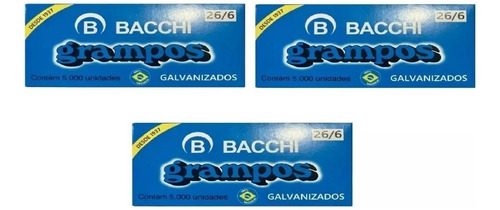 DESDE 1937
B BACCHI
26/6
grampos
Contém 5.000 unidades
GALVANIZADOS
DESDE 1937
B BACCHI
26/6
grampos
Contém 5.000 unidades
GALVANIZADOS
DESDE 1937
B BACCHI
26/6
grampos
Contém 5.000 unidades
GALVANIZADOS